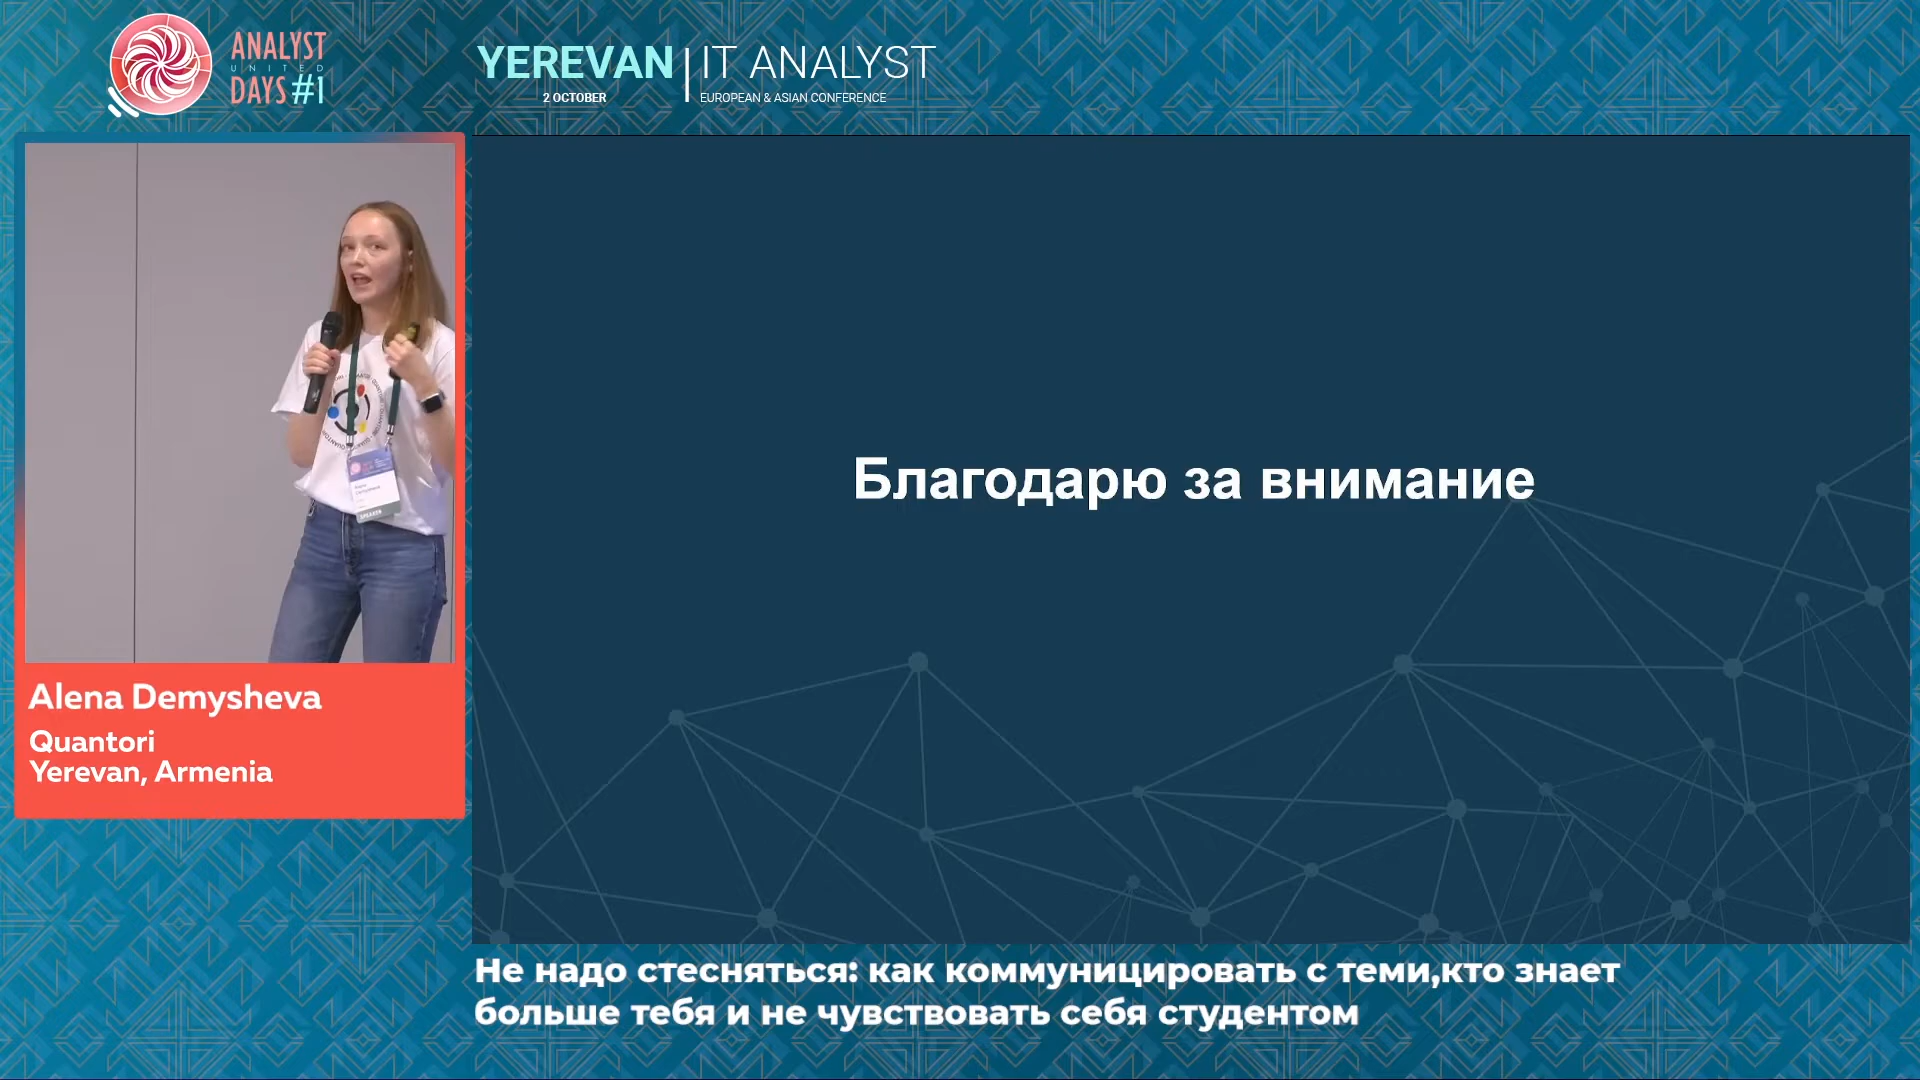 ANALYST
UNITED
DAYS #1
YEREVAN
2 OCTOBER
IT ANALYST
EUROPEAN & ASIAN CONFERENCE
Благодарю за внимание
SPEAKER
Alena Demysheva
Quantori
Yerevan, Armenia
Не надо стесняться: как коммуницировать с теми,кто знает
больше тебя и не чувствовать себя студентом